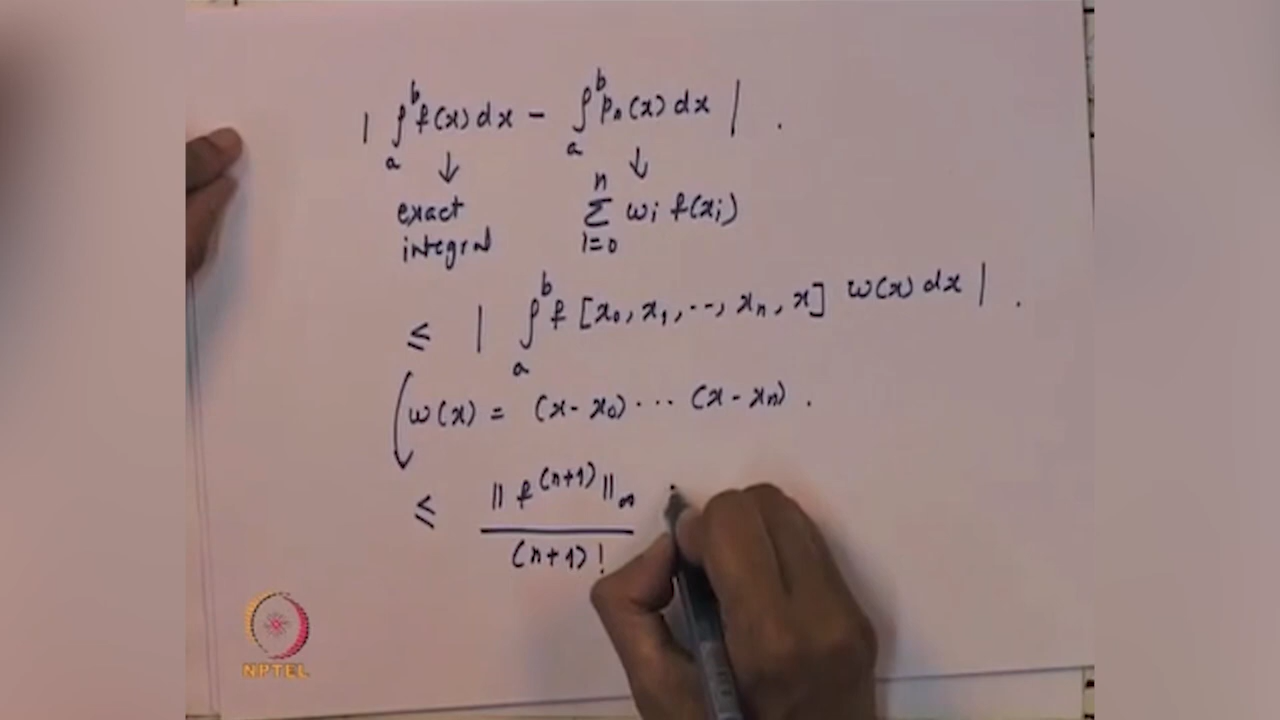 | ∫_a^b f(x) dx − ∫_a^b p_n(x) dx | .
↓ ↓
exact integral
∑_{i=0}^{n} w_i f(x_i)
≤ | ∫_a^b f [x_0, x_1, .., x_n, x] w(x) dx | .
w(x) = (x - x_0) ... (x - x_n) .
≤ ‖ f^{(n+1)} ‖_∞ / (n+1) !
NPTEL